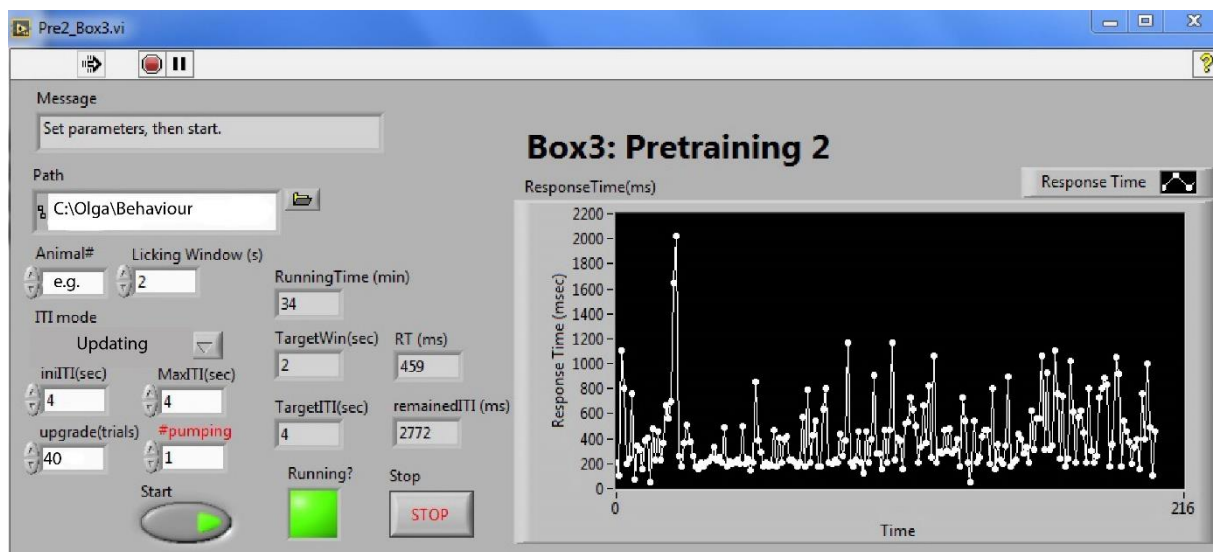 Pre2_Box3.vi
?
Message
Set parameters, then start.
Path
C:\Olga\Behaviour
Animal# Licking Window (s)
e.g. 2
ITI mode
Updating
iniITI(sec) MaxITI(sec)
4 4
upgrade(trials) #pumping
40 1
Start
RunningTime (min)
34
TargetWin(sec) RT (ms)
2 459
TargetITI(sec) remainedITI (ms)
4 2772
Running? Stop
STOP
Box3: Pretraining 2
ResponseTime(ms) Response Time
Response Time (msec)
2200
2000
1800
1600
1400
1200
1000
800
600
400
200
0
0 216
Time